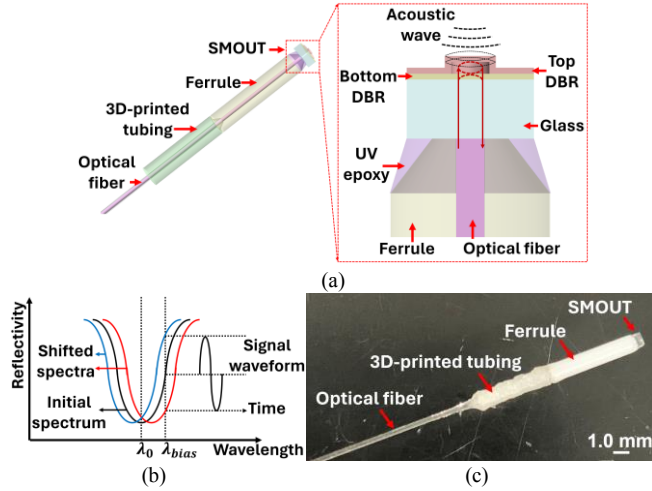 SMOUT
Ferrule
3D-printed
tubing
Optical
fiber
Acoustic
wave
Bottom
DBR
Top
DBR
Glass
UV
epoxy
Ferrule
Optical fiber
(a)
Reflectivity
Shifted
spectra
Initial
spectrum
Signal
waveform
Time
λ0
λbias
Wavelength
(b)
SMOUT
Ferrule
3D-printed tubing
Optical fiber
1.0 mm
(c)